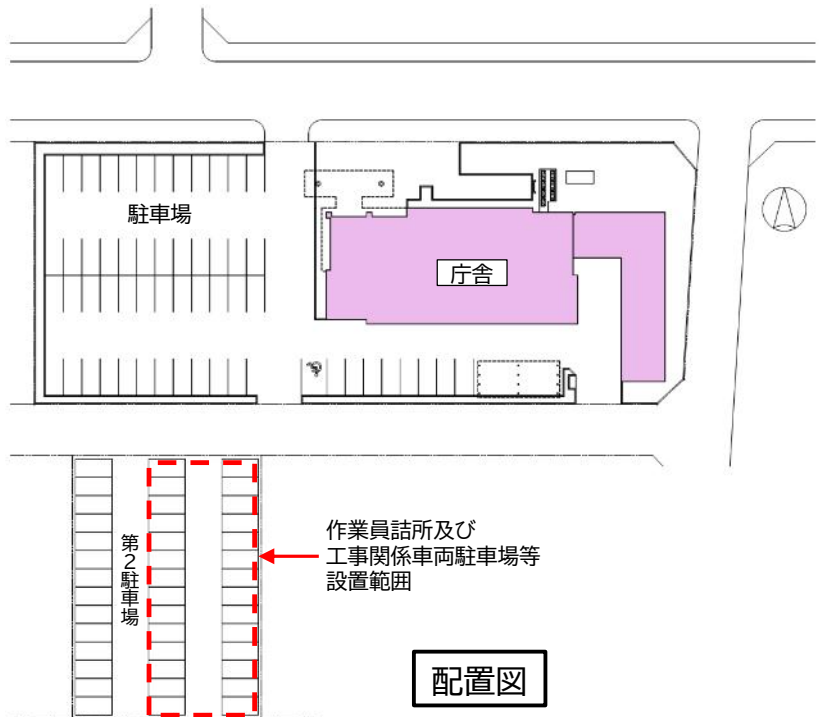 駐車場
庁舎
第2駐車場
作業員詰所及び
工事関係車両駐車場等
設置範囲
配置図